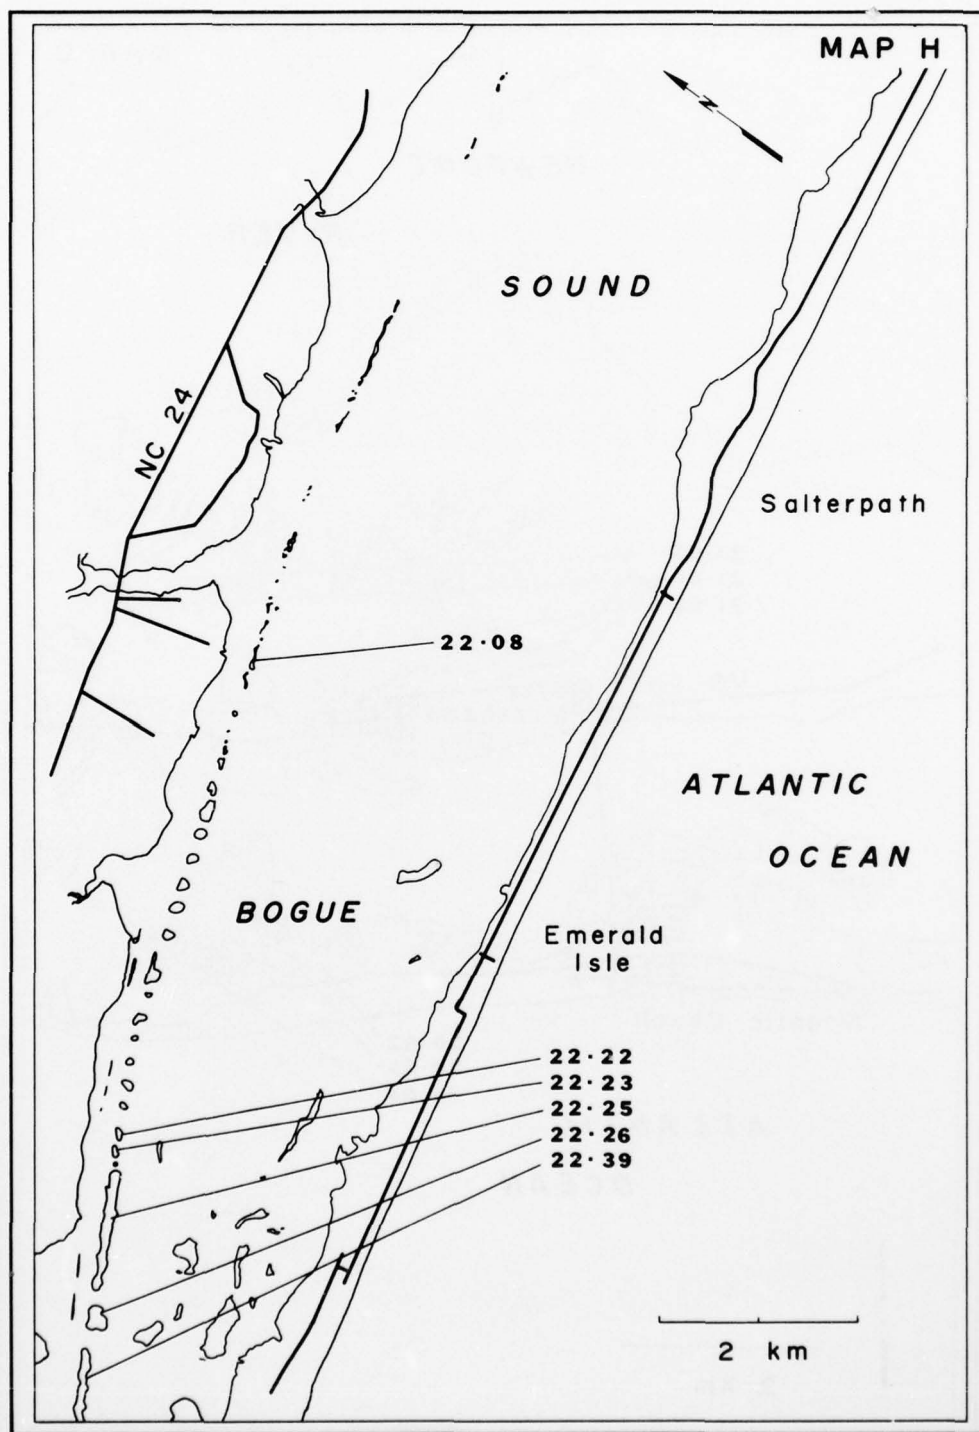 MAP H
N
SOUND
NC 24
Salterpath
22·08
ATLANTIC
OCEAN
BOGUE
Emerald
Isle
22·22
22·23
22·25
22·26
22·39
2 km